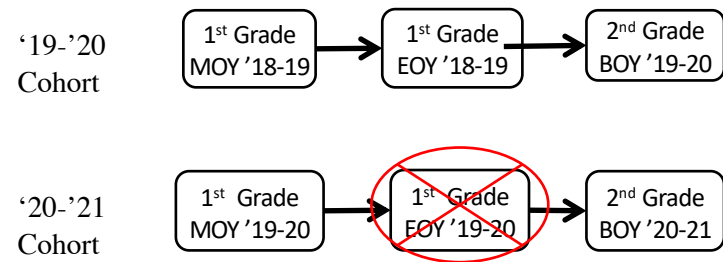 ‘19-’20
Cohort
1st Grade
MOY ’18-19
1st Grade
EOY ’18-19
2nd Grade
BOY ’19-20
‘20-’21
Cohort
1st Grade
MOY ’19-20
1st Grade
EOY ’19-20
2nd Grade
BOY ’20-21